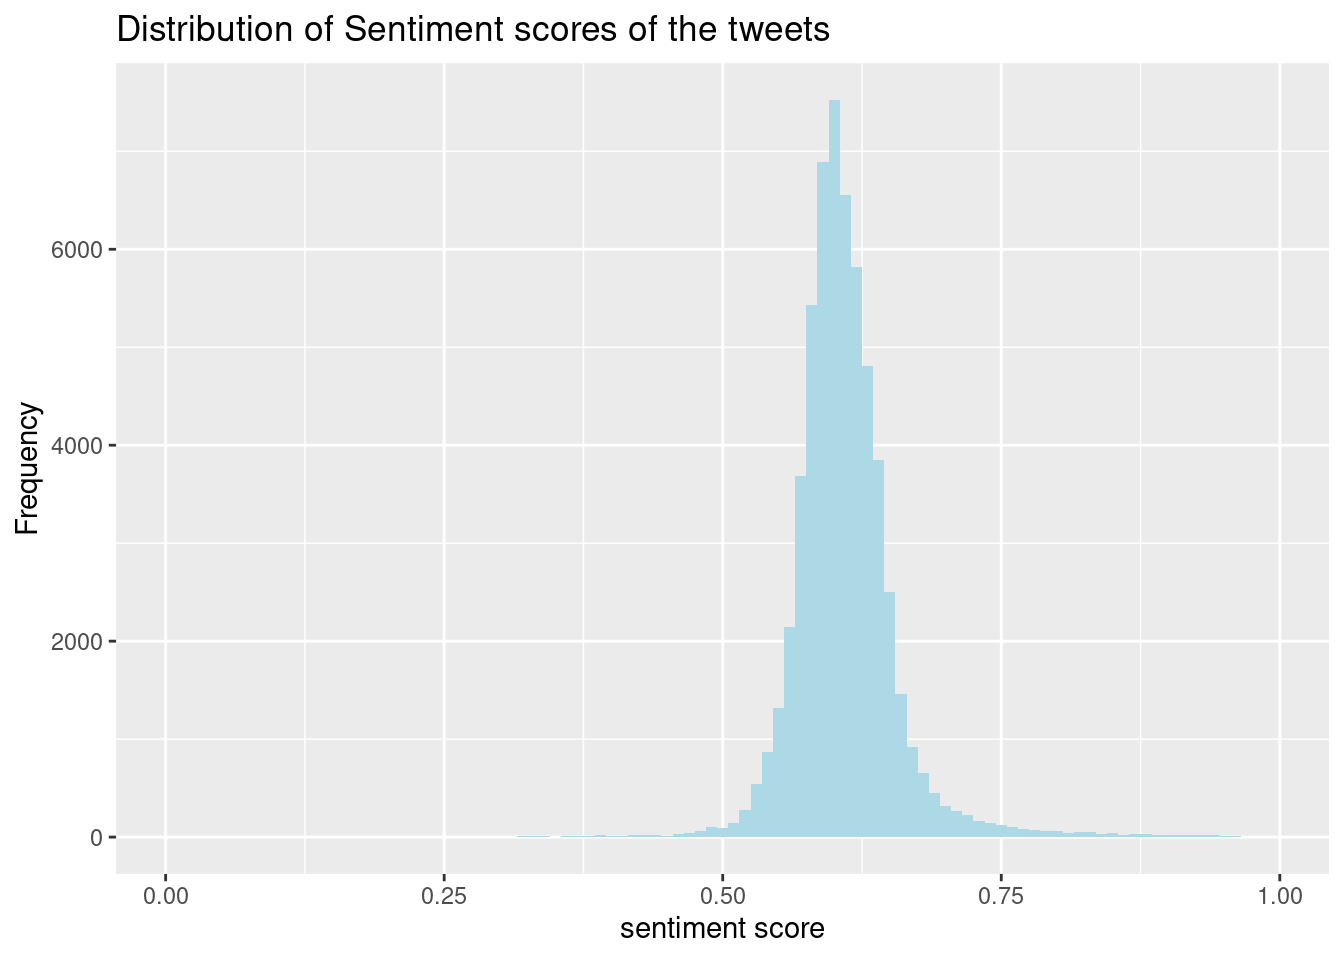 Distribution of Sentiment scores of the tweets
Frequency
6000
4000
2000
0
0.00 0.25 0.50 0.75 1.00
sentiment score